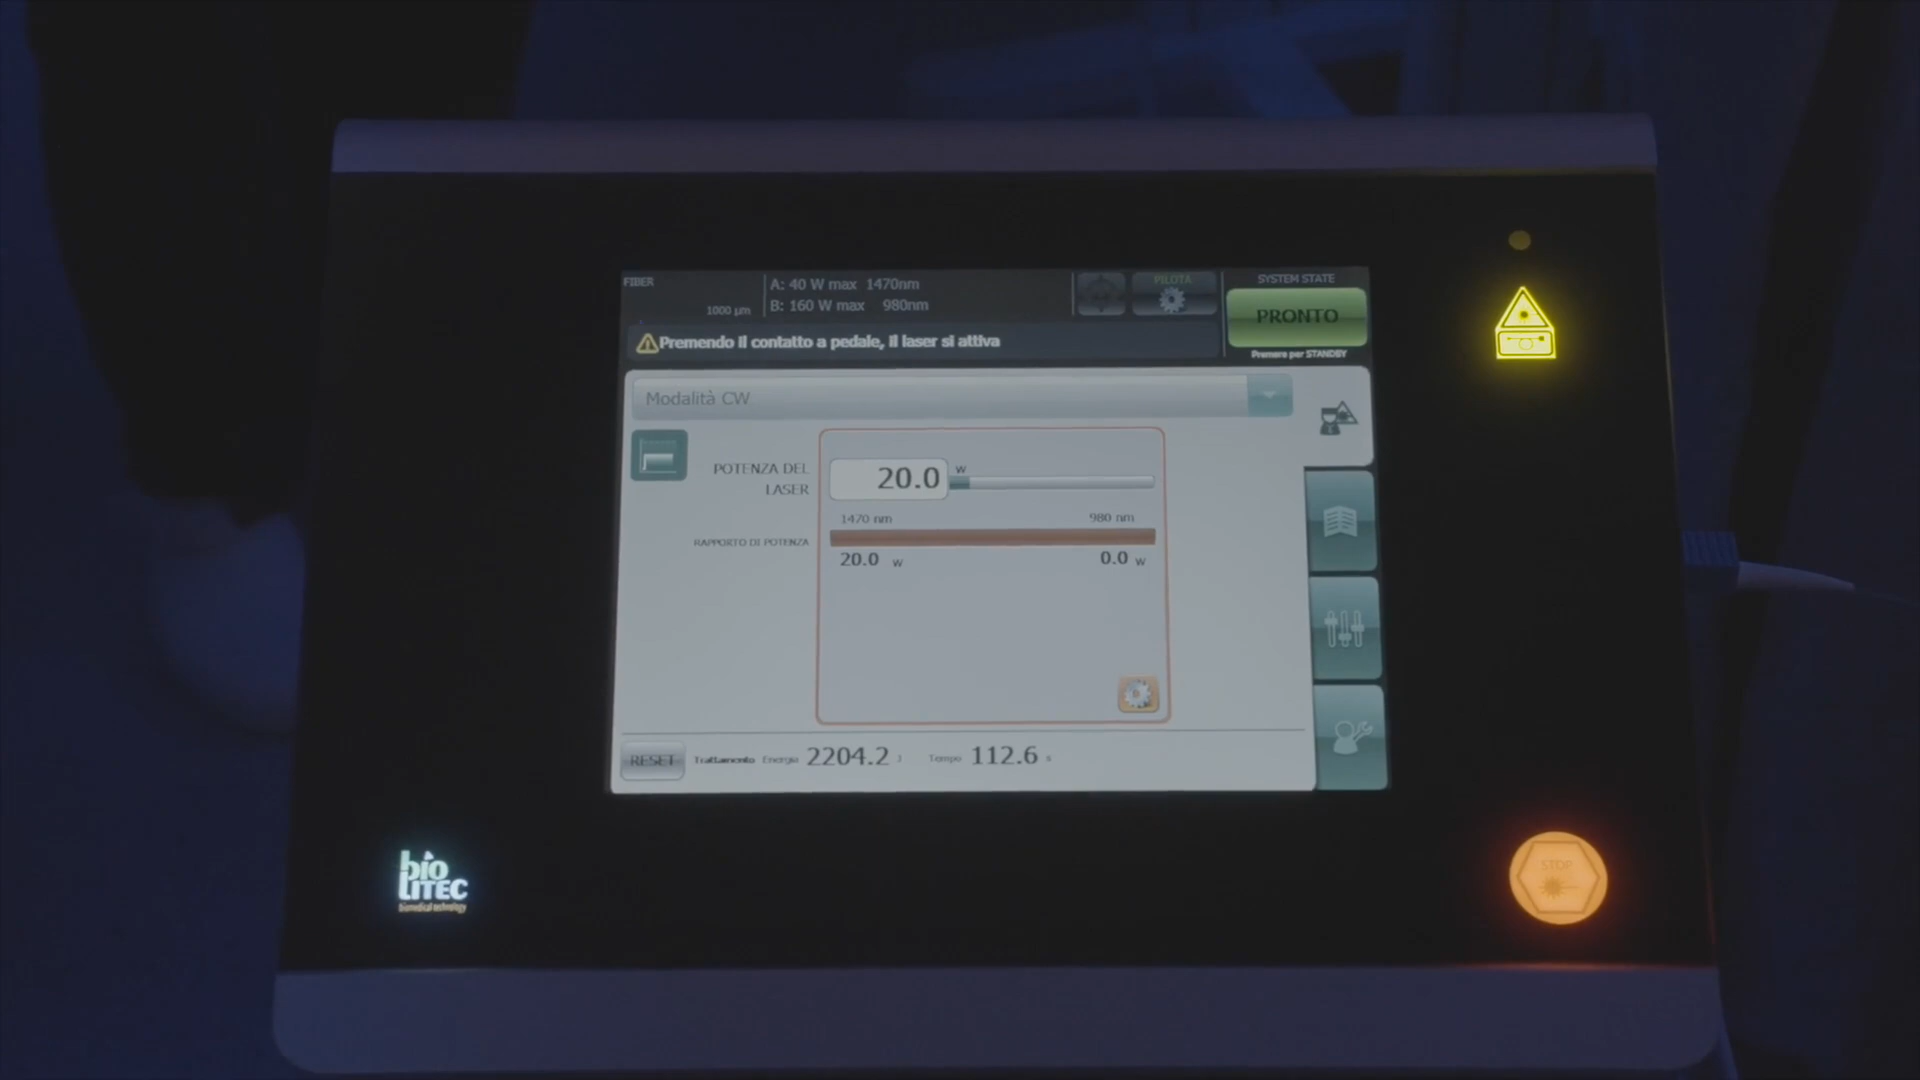 FIBER
1000 µm
A: 40 W max 1470nm
B: 160 W max 980nm
PILOTA
SYSTEM STATE
PRONTO
Premere per STANDBY
Premendo il contatto a pedale, il laser si attiva
Modalità CW
POTENZA DEL
LASER
20.0 W
1470 nm 980 nm
RAPPORTO DI POTENZA
20.0 W 0.0 W
RESET Trattamento Energia 2204.2 J Tempo 112.6 s
bio
LITEC
biomedical technology
STOP